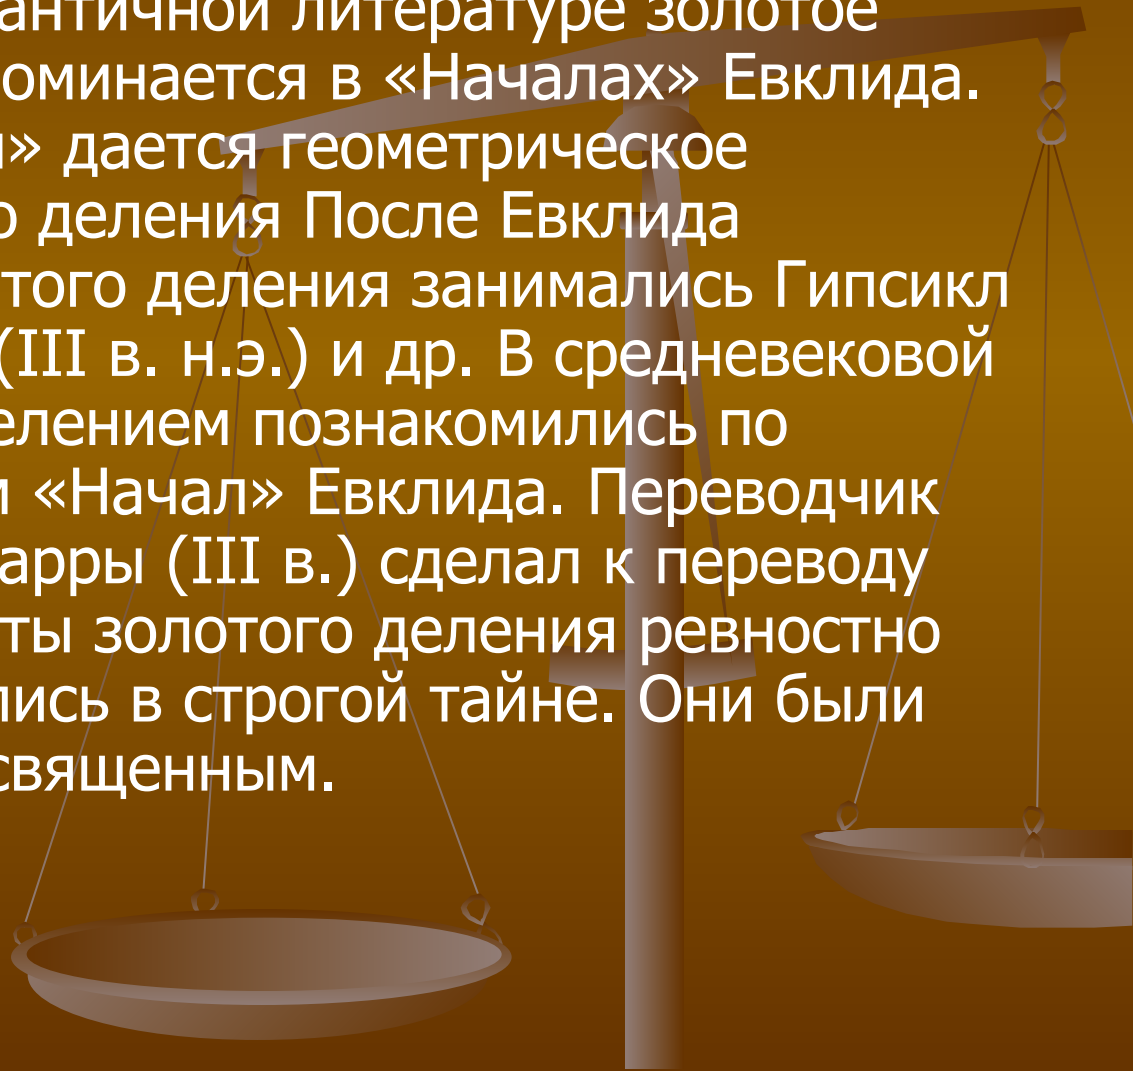 античной литературе золотое
оминается в «Началах» Евклида.
» дается геометрическое
о деления После Евклида
того деления занимались Гипсикл
(III в. н.э.) и др. В средневековой
елением познакомились по
и «Начал» Евклида. Переводчик
арры (III в.) сделал к переводу
ты золотого деления ревностно
лись в строгой тайне. Они были
священным.